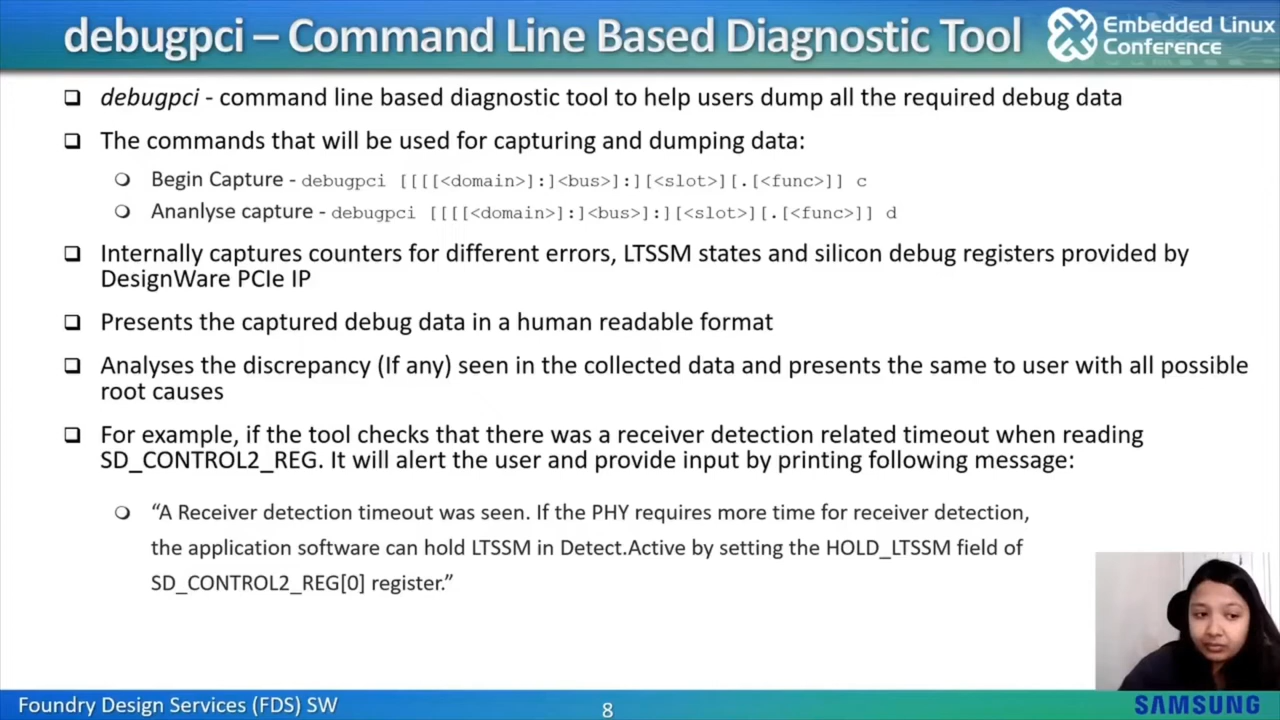 debugpci – Command Line Based Diagnostic Tool
Embedded Linux
Conference
debugpci - command line based diagnostic tool to help users dump all the required debug data
The commands that will be used for capturing and dumping data:
Begin Capture - debugpci [[[[<domain>]:]<bus>]:][<slot>][.[<func>]] c
Ananlyse capture - debugpci [[[[<domain>]:]<bus>]:][<slot>][.[<func>]] d
Internally captures counters for different errors, LTSSM states and silicon debug registers provided by
DesignWare PCIe IP
Presents the captured debug data in a human readable format
Analyses the discrepancy (If any) seen in the collected data and presents the same to user with all possible
root causes
For example, if the tool checks that there was a receiver detection related timeout when reading
SD_CONTROL2_REG. It will alert the user and provide input by printing following message:
“A Receiver detection timeout was seen. If the PHY requires more time for receiver detection,
the application software can hold LTSSM in Detect.Active by setting the HOLD_LTSSM field of
SD_CONTROL2_REG[0] register.”
Foundry Design Services (FDS) SW
8
SAMSUNG